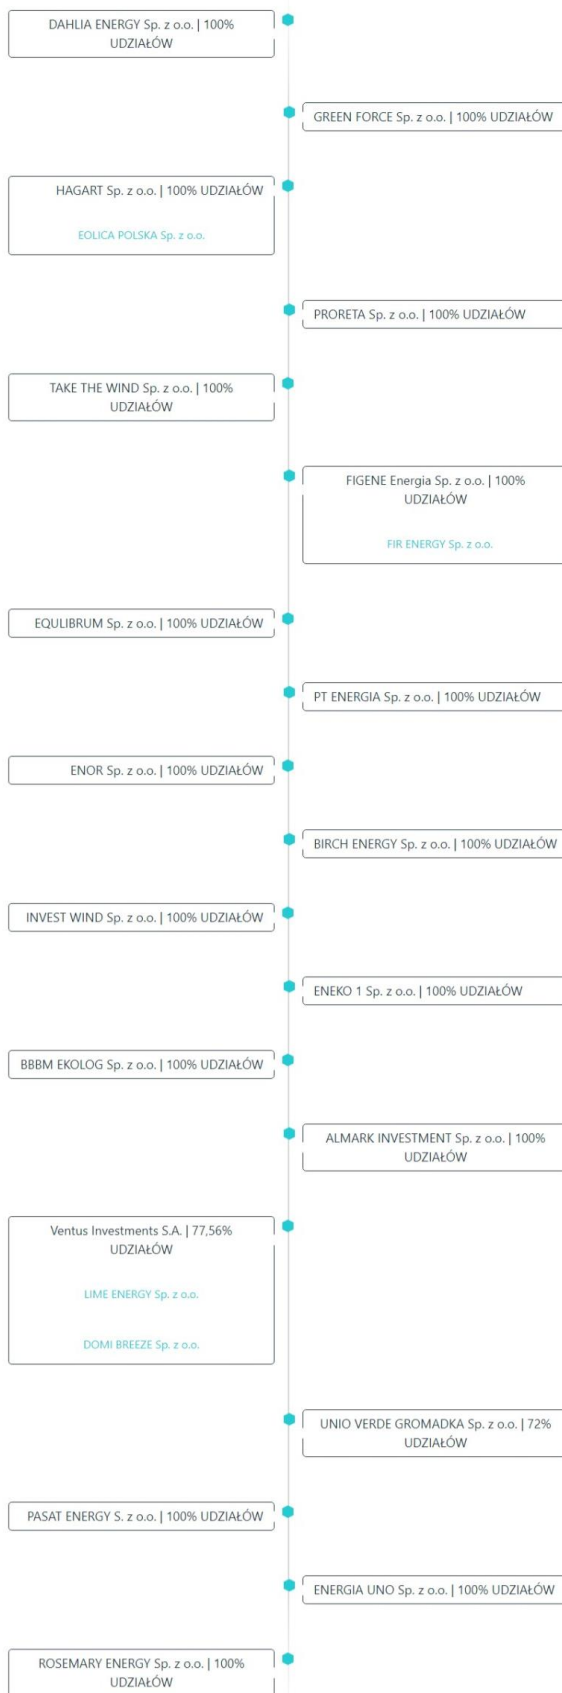 DAHLIA ENERGY Sp. z o.o. | 100%
UDZIAŁÓW
GREEN FORCE Sp. z o.o. | 100% UDZIAŁÓW
HAGART Sp. z o.o. | 100% UDZIAŁÓW
EOLICA POLSKA Sp. z o.o.
PRORETA Sp. z o.o. | 100% UDZIAŁÓW
TAKE THE WIND Sp. z o.o. | 100%
UDZIAŁÓW
FIGENE Energia Sp. z o.o. | 100%
UDZIAŁÓW
FIR ENERGY Sp. z o.o.
EQULIBRUM Sp. z o.o. | 100% UDZIAŁÓW
PT ENERGIA Sp. z o.o. | 100% UDZIAŁÓW
ENOR Sp. z o.o. | 100% UDZIAŁÓW
BIRCH ENERGY Sp. z o.o. | 100% UDZIAŁÓW
INVEST WIND Sp. z o.o. | 100% UDZIAŁÓW
ENEKO 1 Sp. z o.o. | 100% UDZIAŁÓW
BBBM EKOLOG Sp. z o.o. | 100% UDZIAŁÓW
ALMARK INVESTMENT Sp. z o.o. | 100%
UDZIAŁÓW
Ventus Investments S.A. | 77,56%
UDZIAŁÓW
LIME ENERGY Sp. z o.o.
DOMI BREEZE Sp. z o.o.
UNIO VERDE GROMADKA Sp. z o.o. | 72%
UDZIAŁÓW
PASAT ENERGY S. z o.o. | 100% UDZIAŁÓW
ENERGIA UNO Sp. z o.o. | 100% UDZIAŁÓW
ROSEMARY ENERGY Sp. z o.o. | 100%
UDZIAŁÓW